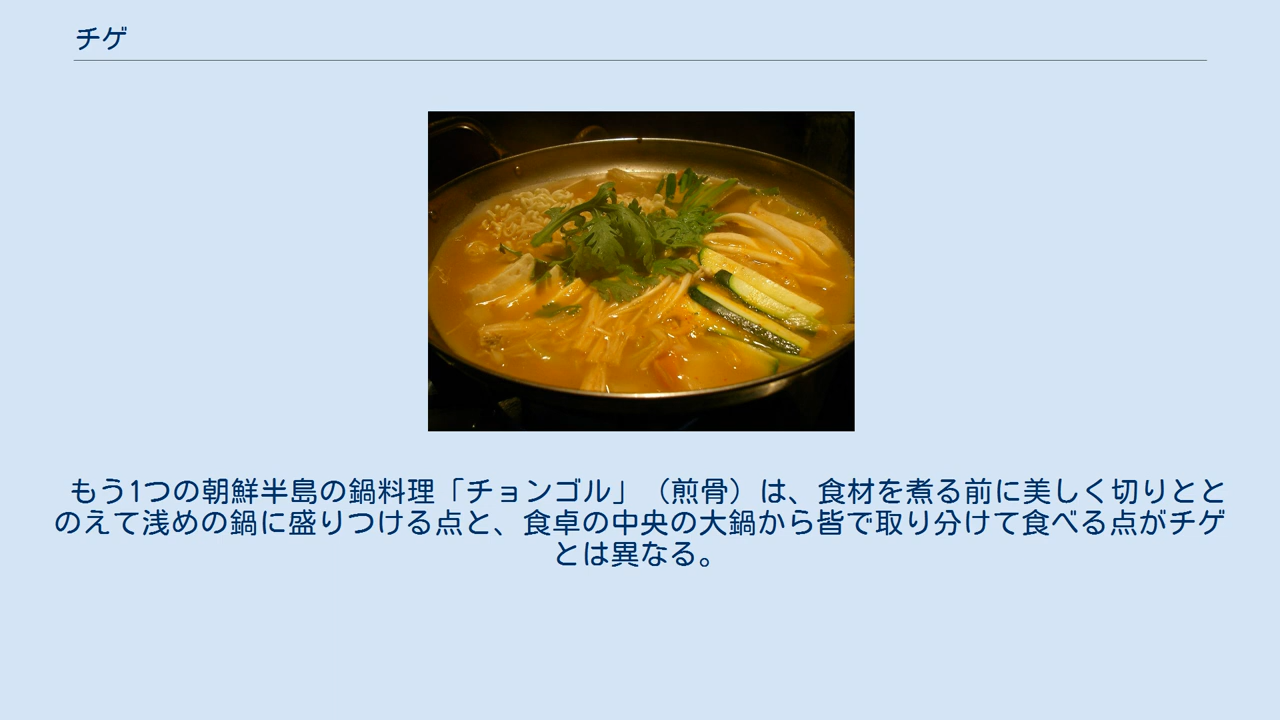 チゲ
もう1つの朝鮮半島の鍋料理「チョンゴル」（煎骨）は、食材を煮る前に美しく切りとと
のえて浅めの鍋に盛りつける点と、食卓の中央の大鍋から皆で取り分けて食べる点がチゲ
とは異なる。